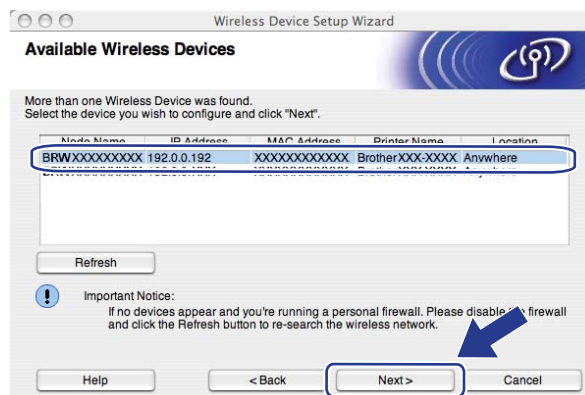 Wireless Device Setup Wizard
Available Wireless Devices
More than one Wireless Device was found.
Select the device you wish to configure and click "Next".
Node Name IP Address MAC Address Printer Name Location
BRWXXXXXXXXX 192.0.0.192 XXXXXXXXXXXX BrotherXXX-XXXX Anywhere
Refresh
Important Notice:
If no devices appear and you're running a personal firewall. Please disable the firewall
and click the Refresh button to re-search the wireless network.
Help < Back Next > Cancel